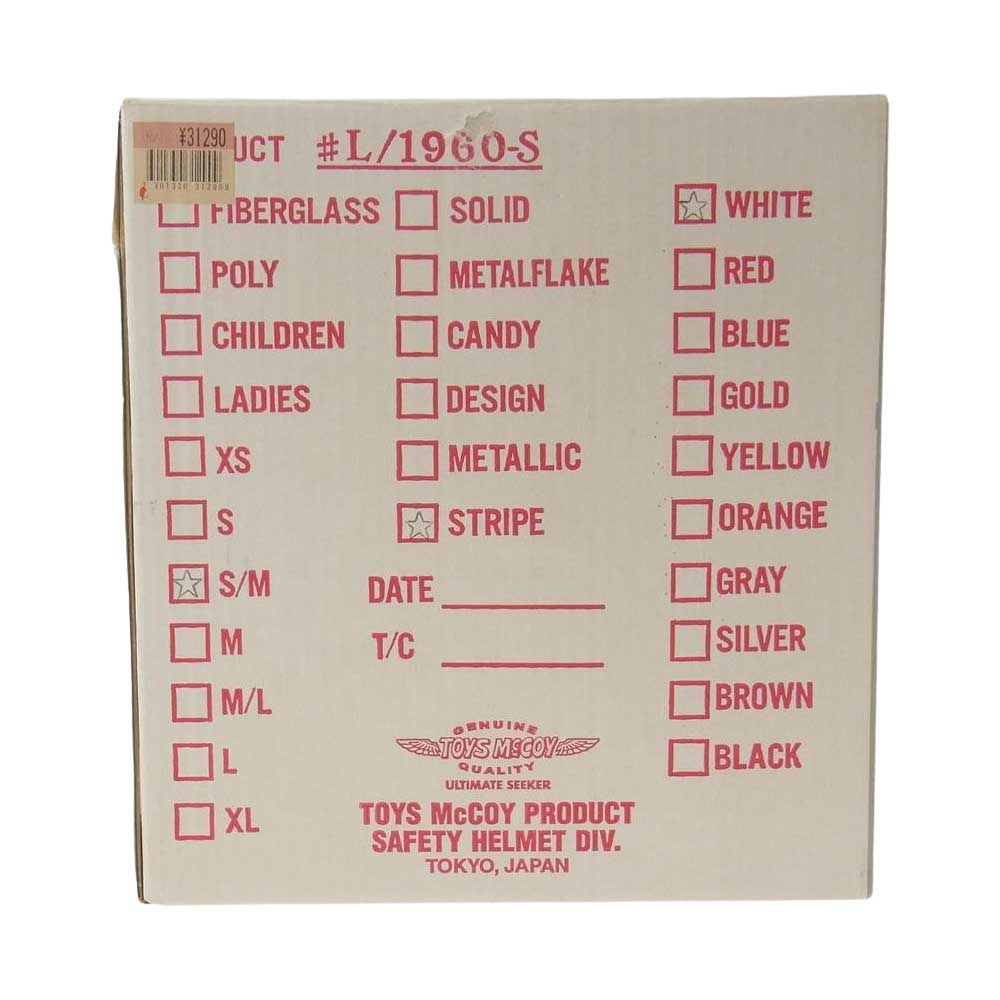 ¥31290
UCT #L/1960-S
FIBERGLASS
POLY
CHILDREN
LADIES
XS
S
S/M
M
M/L
L
XL
SOLID
METALFLAKE
CANDY
DESIGN
METALLIC
STRIPE
DATE
T/C
WHITE
RED
BLUE
GOLD
YELLOW
ORANGE
GRAY
SILVER
BROWN
BLACK
GENUINE
TOYS McCOY
QUALITY
ULTIMATE SEEKER
TOYS McCOY PRODUCT
SAFETY HELMET DIV.
TOKYO, JAPAN